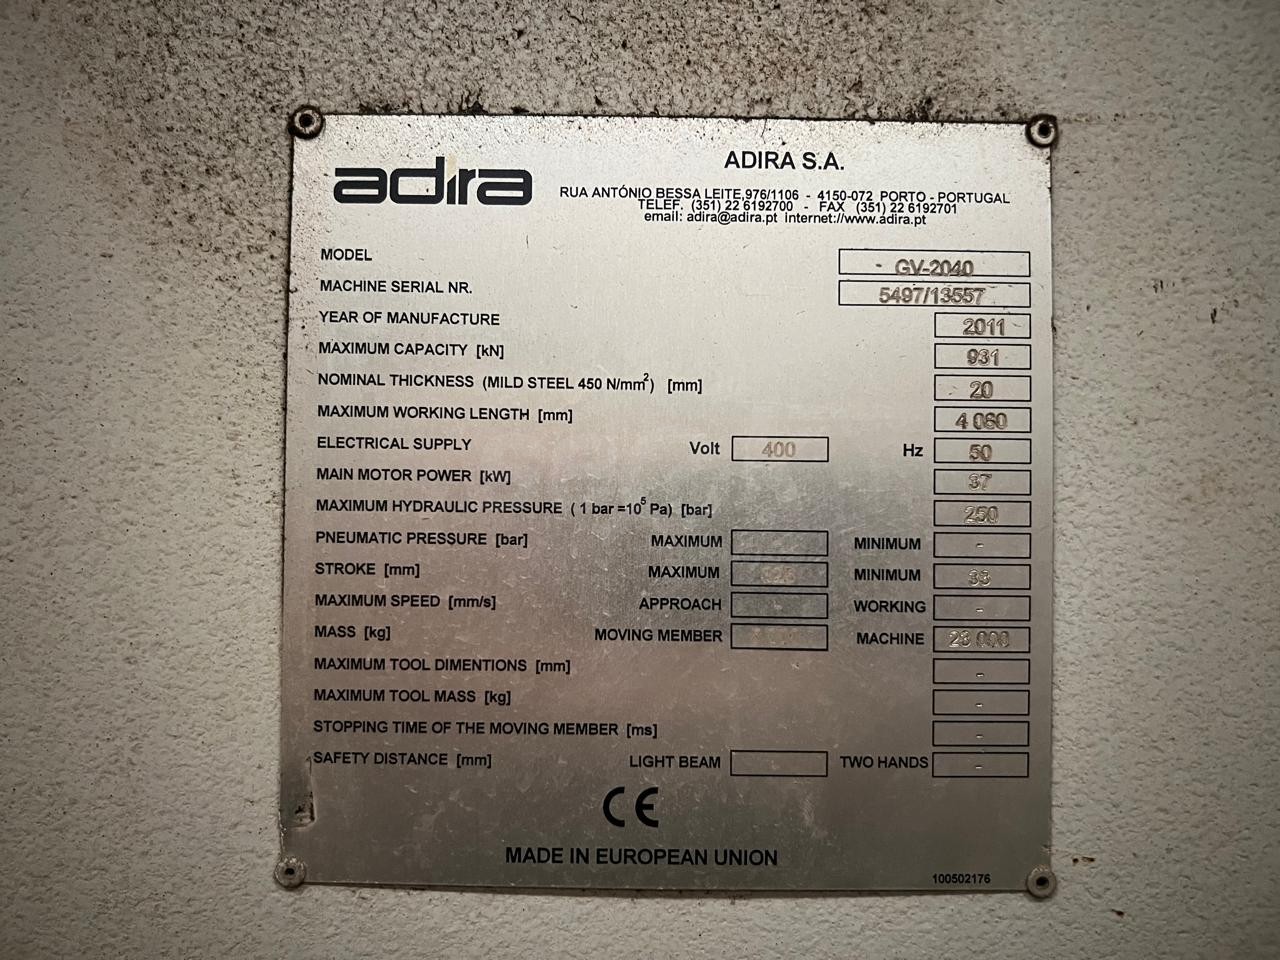 adira
ADIRA S.A.
RUA ANTÓNIO BESSA LEITE,976/1106 - 4150-072 PORTO - PORTUGAL
TELEF. (351) 22 6192700 - FAX (351) 22 6192701
email: adira@adira.pt internet://www.adira.pt
MODEL - GV-2040
MACHINE SERIAL NR. 5497/13557
YEAR OF MANUFACTURE 2011
MAXIMUM CAPACITY [kN] 931
NOMINAL THICKNESS (MILD STEEL 450 N/mm²) [mm] 20
MAXIMUM WORKING LENGTH [mm] 4 060
ELECTRICAL SUPPLY Volt 400 Hz 50
MAIN MOTOR POWER [kW] 37
MAXIMUM HYDRAULIC PRESSURE ( 1 bar =10⁵ Pa) [bar] 250
PNEUMATIC PRESSURE [bar] MAXIMUM MINIMUM -
STROKE [mm] MAXIMUM MINIMUM 33
MAXIMUM SPEED [mm/s] APPROACH WORKING -
MASS [kg] MOVING MEMBER MACHINE
MAXIMUM TOOL DIMENTIONS [mm] -
MAXIMUM TOOL MASS [kg] -
STOPPING TIME OF THE MOVING MEMBER [ms] -
SAFETY DISTANCE [mm] LIGHT BEAM TWO HANDS -
CE
MADE IN EUROPEAN UNION
100502176